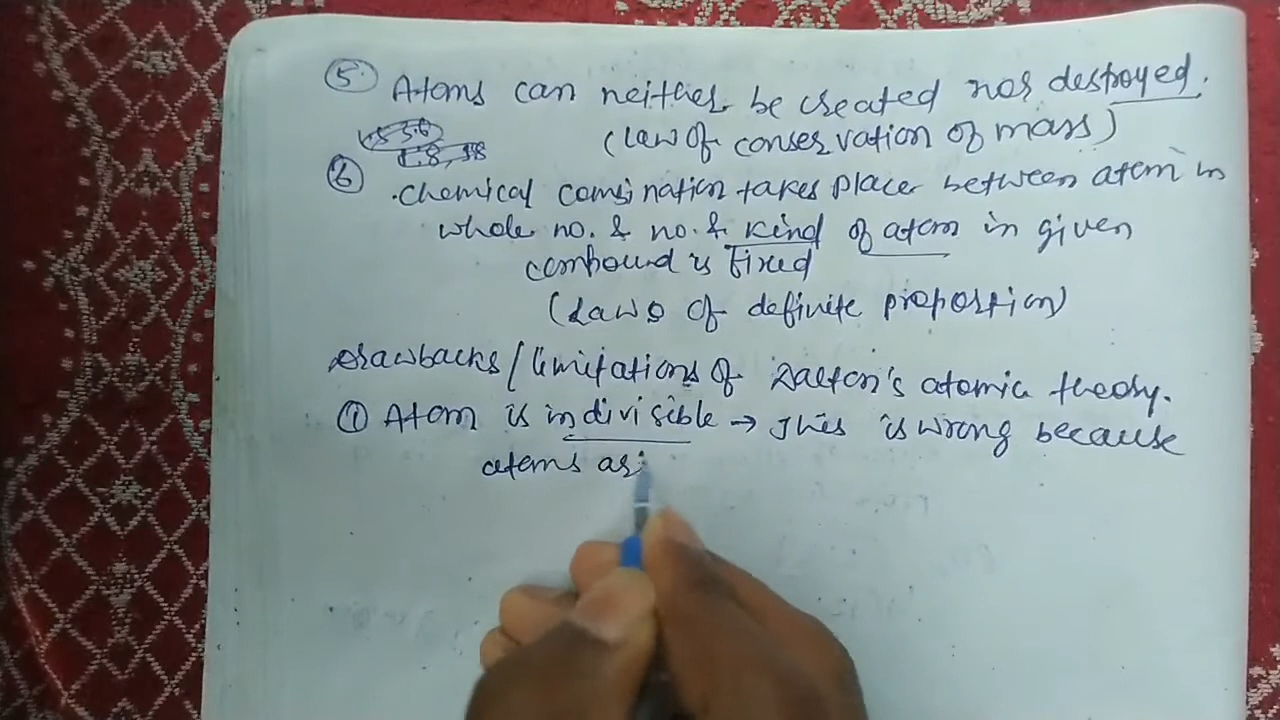 ⑤ Atoms can neither be created nor destroyed.
(Law of conservation of mass)
⑥ .Chemical combination takes place between atom in
whole no. & no. & kind of atom in given
compound is fixed
(Laws of definite proportion)
Drawbacks/limitations of Dalton's atomic theory.
① Atom is indivisible → This is wrong because
atoms ar